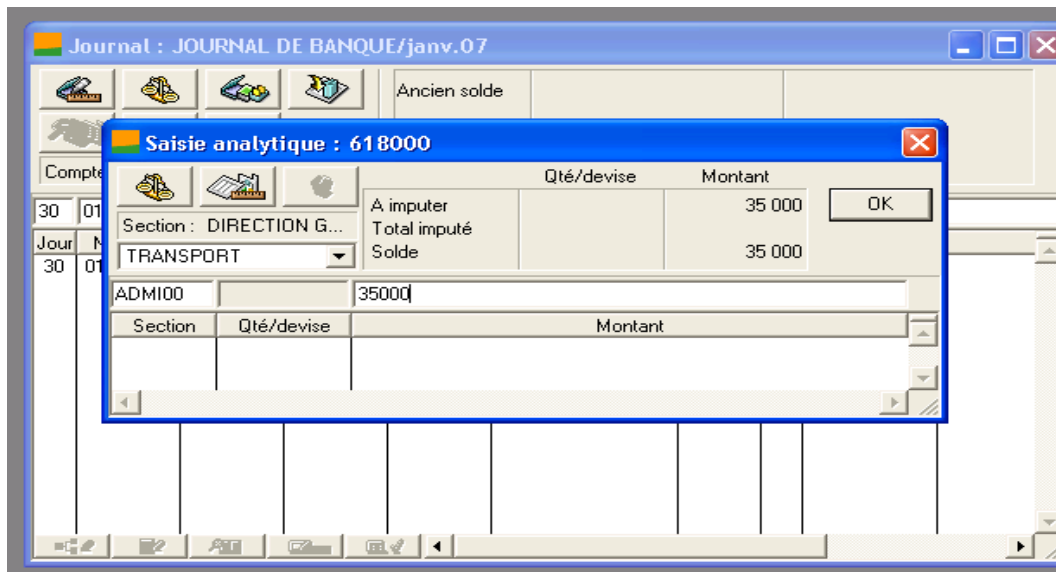 Journal : JOURNAL DE BANQUE/janv.07
Ancien solde
Saisie analytique : 618000
Compte
Qté/devise Montant
A imputer 35 000 OK
Section : DIRECTION G... Total imputé
TRANSPORT Solde 35 000
30 01
Jour
30 01
ADMI00 35000
Section Qté/devise Montant